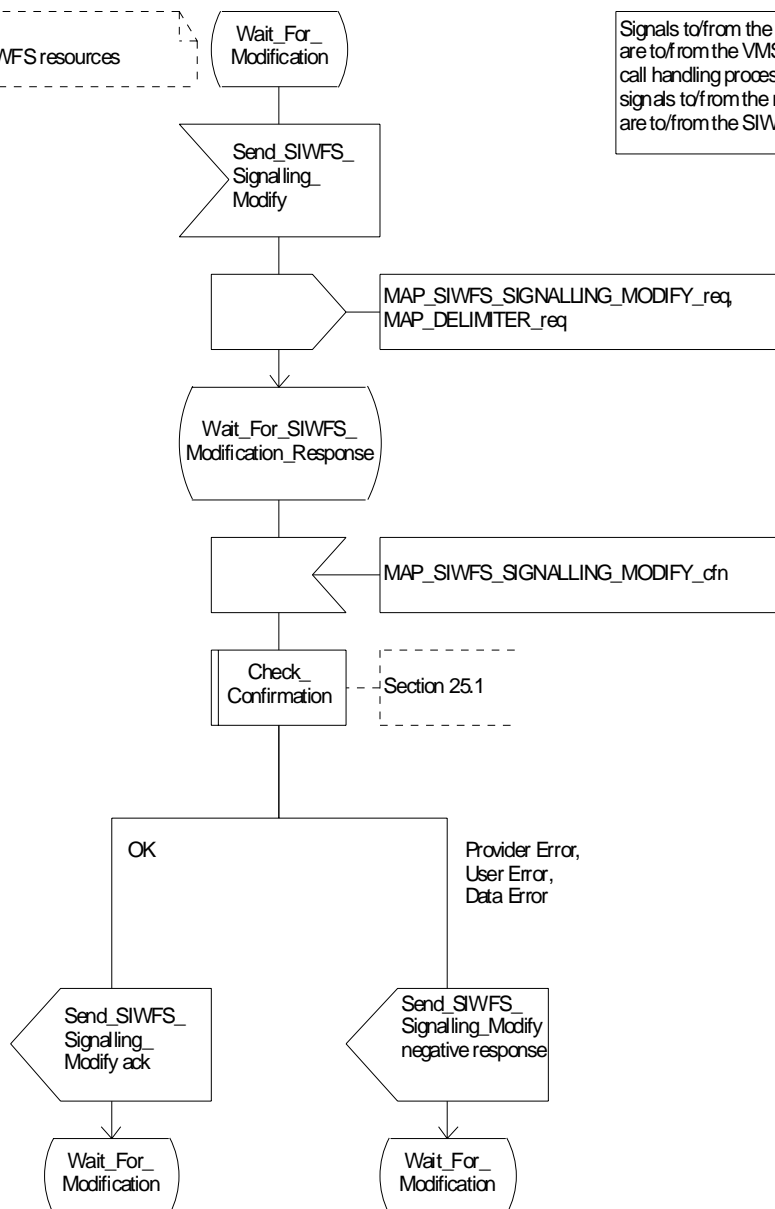 WFS resources
Wait_For_
Modification
Signals to/from the
are to/from the VMS
call handling proces
signals to/from the r
are to/from the SIW
Send_SIWFS_
Signalling_
Modify
MAP_SIWFS_SIGNALLING_MODIFY_req,
MAP_DELIMITER_req
Wait_For_SIWFS_
Modification_Response
MAP_SIWFS_SIGNALLING_MODIFY_cfn
Check_
Confirmation
Section 25.1
OK
Provider Error,
User Error,
Data Error
Send_SIWFS_
Signalling_
Modify ack
Send_SIWFS_
Signalling_Modify
negative response
Wait_For_
Modification
Wait_For_
Modification